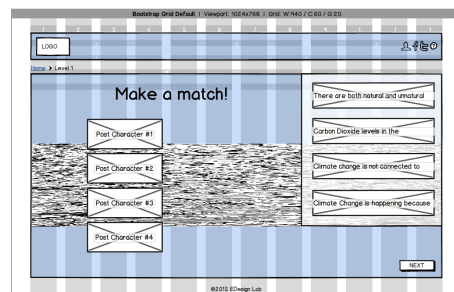 Bootstrap Grid Default | Viewport: 1024x768 | Grid: W:940 / C:60 / G:20
LOGO
Home > Level 1
Make a match!
There are both natural and unnatural
Post Character #1
Carbon Dioxide levels in the
Post Character #2
Climate change is not connected to
Post Character #3
Climate Change is happening because
Post Character #4
NEXT
©2012 EDesign Lab